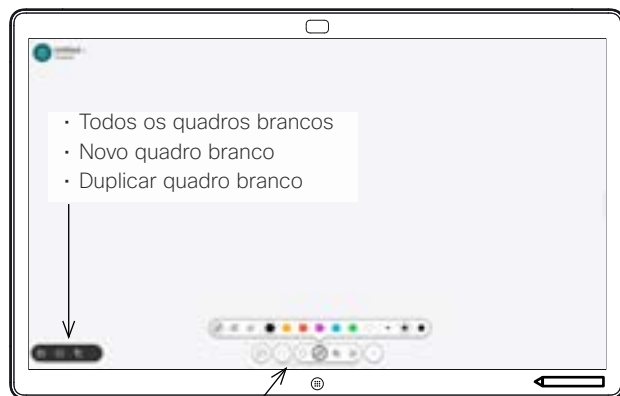 · Todos os quadros brancos
· Novo quadro branco
· Duplicar quadro branco